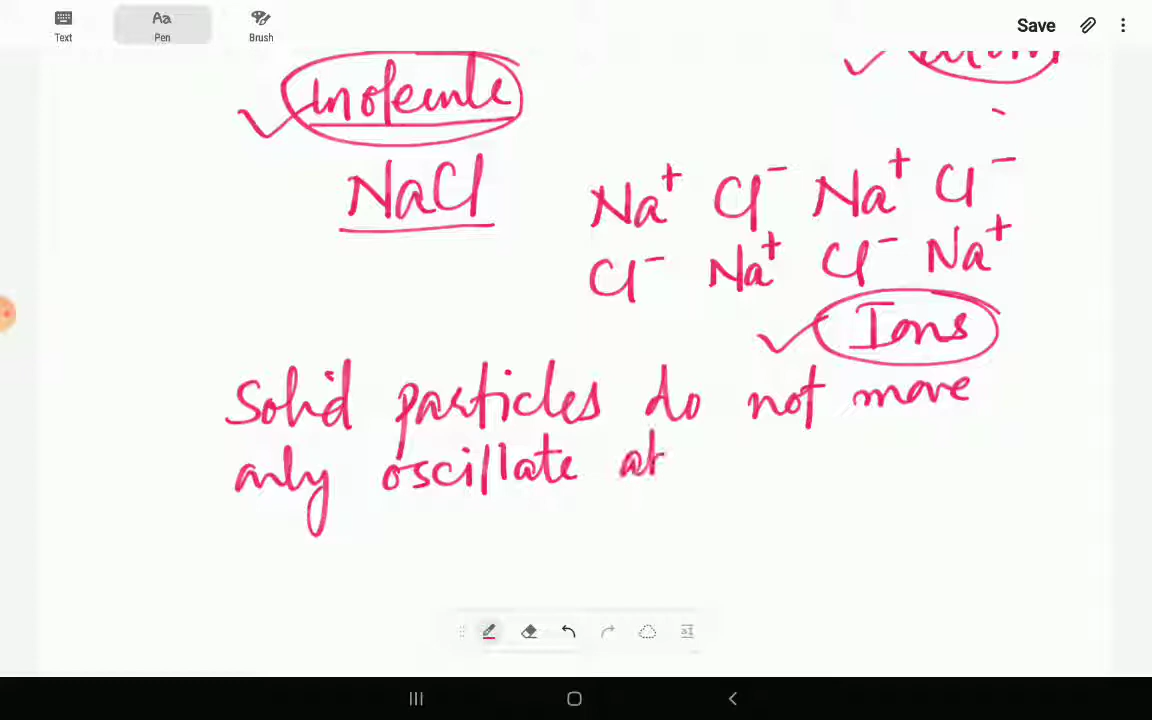 Text
Pen
Brush
Save
molecule
NaCl
Na⁺ Cl⁻ Na⁺ Cl⁻
Cl⁻ Na⁺ Cl⁻ Na⁺
Ions
Solid particles do not move
only oscillate at